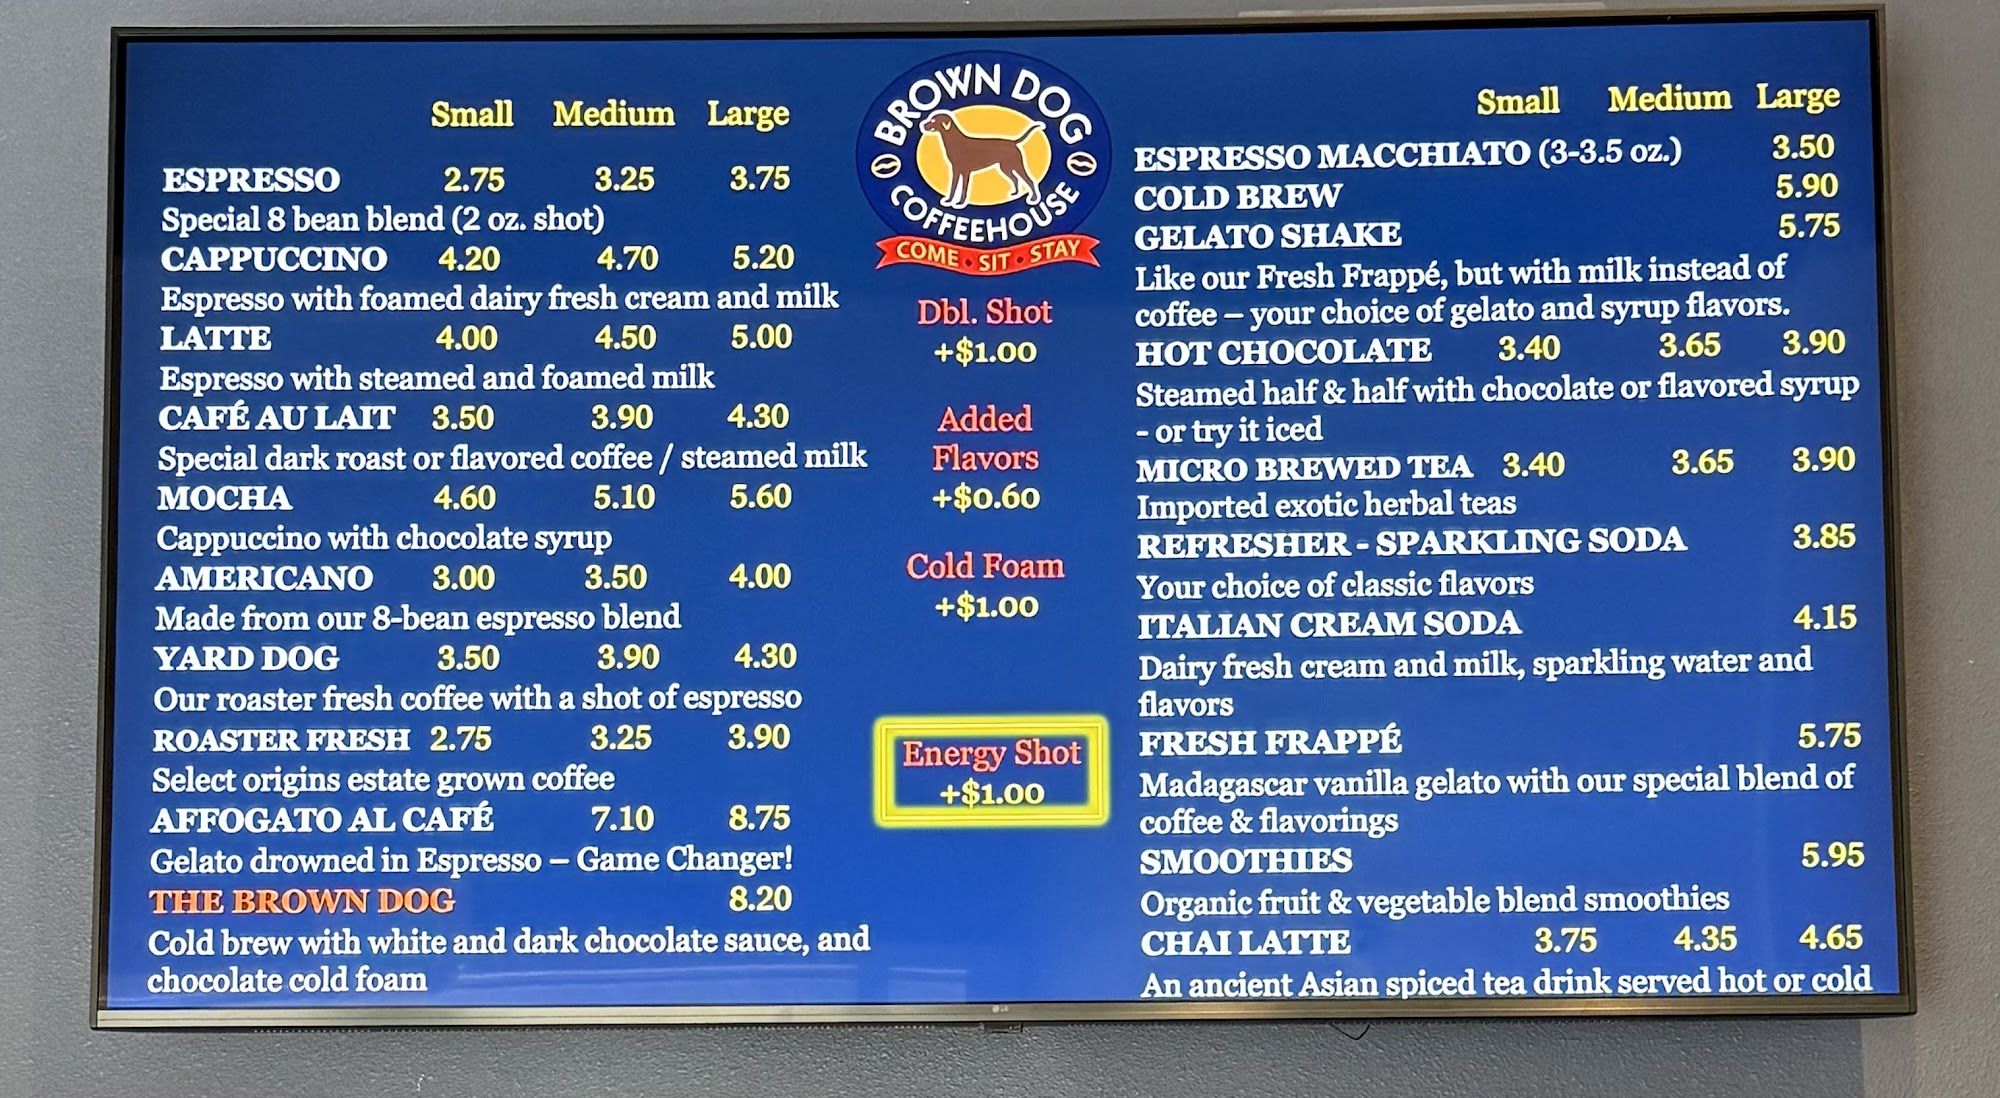 Small Medium Large
ESPRESSO 2.75 3.25 3.75
Special 8 bean blend (2 oz. shot)
CAPPUCCINO 4.20 4.70 5.20
Espresso with foamed dairy fresh cream and milk
LATTE 4.00 4.50 5.00
Espresso with steamed and foamed milk
CAFÉ AU LAIT 3.50 3.90 4.30
Special dark roast or flavored coffee / steamed milk
MOCHA 4.60 5.10 5.60
Cappuccino with chocolate syrup
AMERICANO 3.00 3.50 4.00
Made from our 8-bean espresso blend
YARD DOG 3.50 3.90 4.30
Our roaster fresh coffee with a shot of espresso
ROASTER FRESH 2.75 3.25 3.90
Select origins estate grown coffee
AFFOGATO AL CAFÉ 7.10 8.75
Gelato drowned in Espresso – Game Changer!
THE BROWN DOG 8.20
Cold brew with white and dark chocolate sauce, and
chocolate cold foam
BROWN DOG
COFFEEHOUSE
COME • SIT • STAY
Dbl. Shot
+$1.00
Added
Flavors
+$0.60
Cold Foam
+$1.00
Energy Shot
+$1.00
Small Medium Large
ESPRESSO MACCHIATO (3-3.5 oz.) 3.50
COLD BREW 5.90
GELATO SHAKE 5.75
Like our Fresh Frappé, but with milk instead of
coffee – your choice of gelato and syrup flavors.
HOT CHOCOLATE 3.40 3.65 3.90
Steamed half & half with chocolate or flavored syrup
- or try it iced
MICRO BREWED TEA 3.40 3.65 3.90
Imported exotic herbal teas
REFRESHER - SPARKLING SODA 3.85
Your choice of classic flavors
ITALIAN CREAM SODA 4.15
Dairy fresh cream and milk, sparkling water and
flavors
FRESH FRAPPÉ 5.75
Madagascar vanilla gelato with our special blend of
coffee & flavorings
SMOOTHIES 5.95
Organic fruit & vegetable blend smoothies
CHAI LATTE 3.75 4.35 4.65
An ancient Asian spiced tea drink served hot or cold
LG